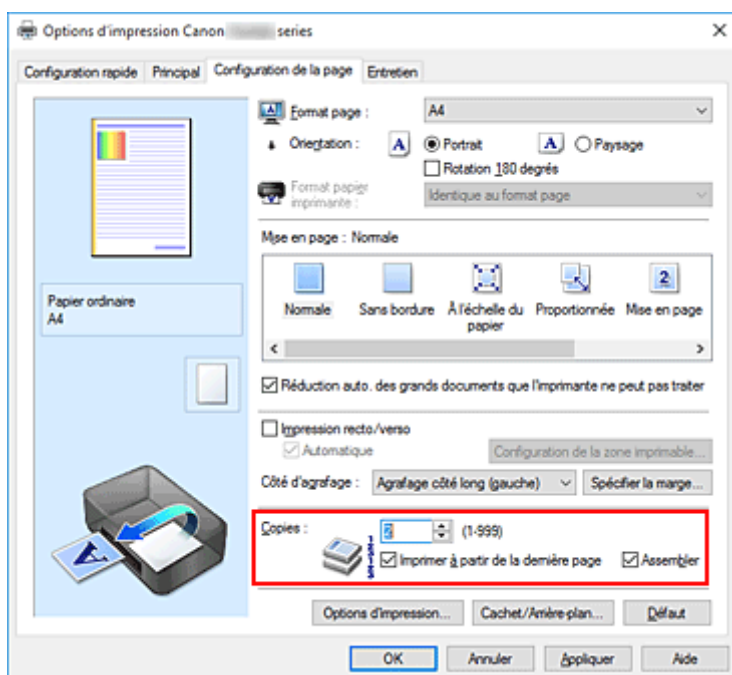 Options d'impression Canon series
Configuration rapide Principal Configuration de la page Entretien
Format page : A4
Orientation : A Portrait A Paysage
Rotation 180 degrés
Format papier imprimante : Identique au format page
Mise en page : Normale
Normale Sans bordure À l'échelle du papier Proportionnée Mise en page
Papier ordinaire
A4
Réduction auto. des grands documents que l'imprimante ne peut pas traiter
Impression recto/verso
Automatique Configuration de la zone imprimable...
Côté d'agrafage : Agrafage côté long (gauche) Spécifier la marge...
Copies : 2 (1-999)
Imprimer à partir de la dernière page Assembler
Options d'impression... Cachet/Arrière-plan... Défaut
OK Annuler Appliquer Aide